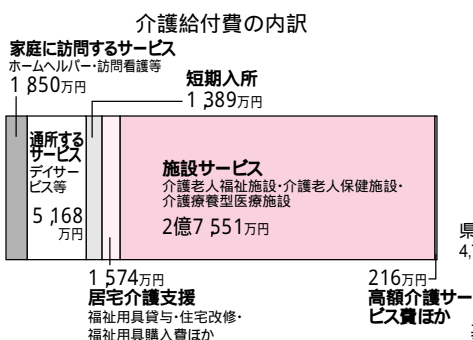 介護給付費の内訳
家庭に訪問するサービス
ホームヘルパー・訪問看護等
1,850万円
短期入所
1,389万円
通所する
サービス
デイサー
ビス等
5,168
万円
施設サービス
介護老人福祉施設・介護老人保健施設・
介護療養型医療施設
2億7,551万円
1,574万円
居宅介護支援
福祉用具貸与・住宅改修・
福祉用具購入費ほか
216万円
高額介護サー
ビス費ほか
県
4,